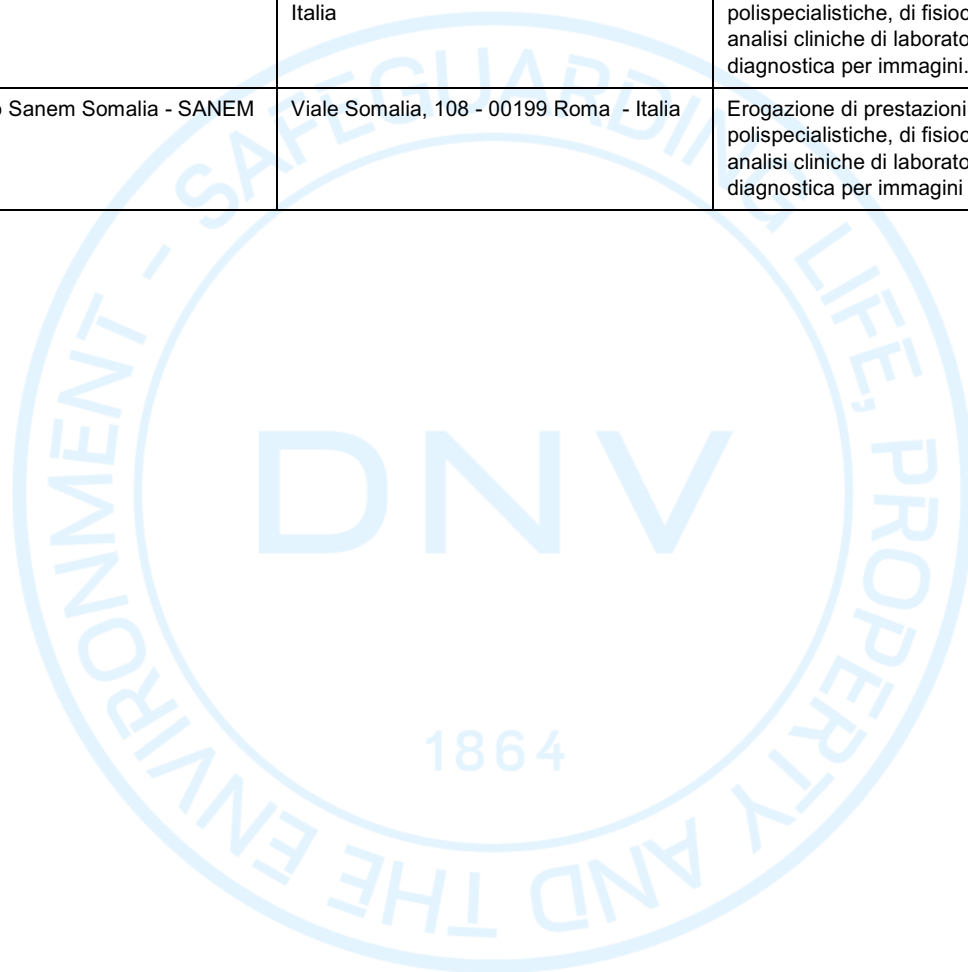 Italia
polispecialistiche, di fisioc
analisi cliniche di laborato
diagnostica per immagini.
o Sanem Somalia - SANEM
Viale Somalia, 108 - 00199 Roma - Italia
Erogazione di prestazioni
polispecialistiche, di fisioc
analisi cliniche di laborato
diagnostica per immagini
SAFEGUARDING LIFE, PROPERTY AND THE ENVIRONMENT -
DNV
1864